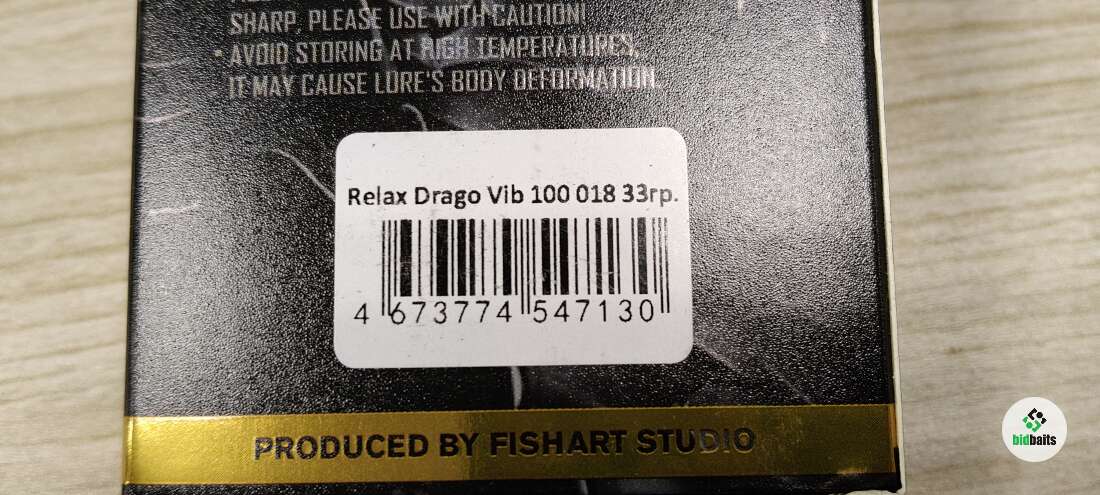 SHARP, PLEASE USE WITH CAUTION!
• AVOID STORING AT HIGH TEMPERATURES,
IT MAY CAUSE LURE'S BODY DEFORMATION.
Relax Drago Vib 100 018 33гр.
4 673774 547130
PRODUCED BY FISHART STUDIO
bidbaits